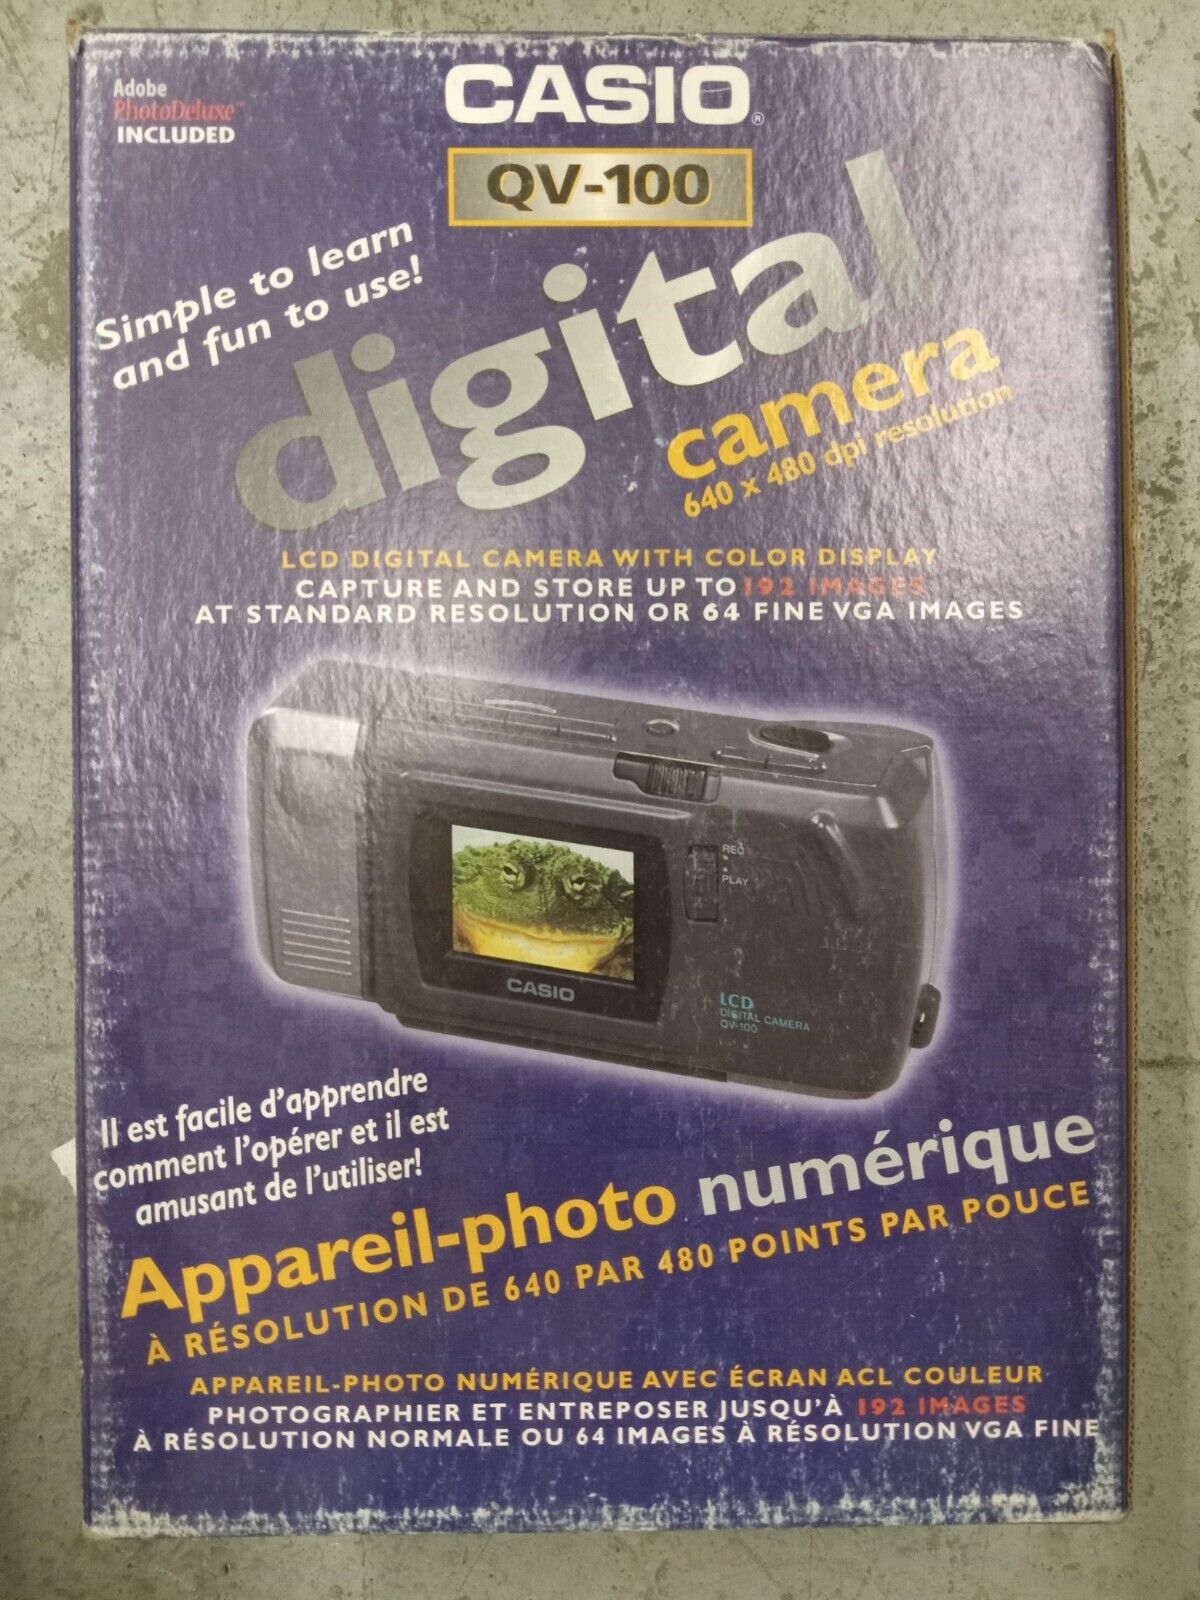 Adobe
PhotoDeluxe™
INCLUDED
CASIO®
QV-100
Simple to learn
and fun to use!
digital
camera
640 x 480 dpi resolution
LCD DIGITAL CAMERA WITH COLOR DISPLAY
CAPTURE AND STORE UP TO 192 IMAGES
AT STANDARD RESOLUTION OR 64 FINE VGA IMAGES
REC
PLAY
CASIO
LCD
DIGITAL CAMERA
QV-100
Il est facile d'apprendre
comment l'opérer et il est
amusant de l'utiliser!
Appareil-photo numérique
À RÉSOLUTION DE 640 PAR 480 POINTS PAR POUCE
APPAREIL-PHOTO NUMÉRIQUE AVEC ÉCRAN ACL COULEUR
PHOTOGRAPHIER ET ENTREPOSER JUSQU'À 192 IMAGES
À RÉSOLUTION NORMALE OU 64 IMAGES À RÉSOLUTION VGA FINE